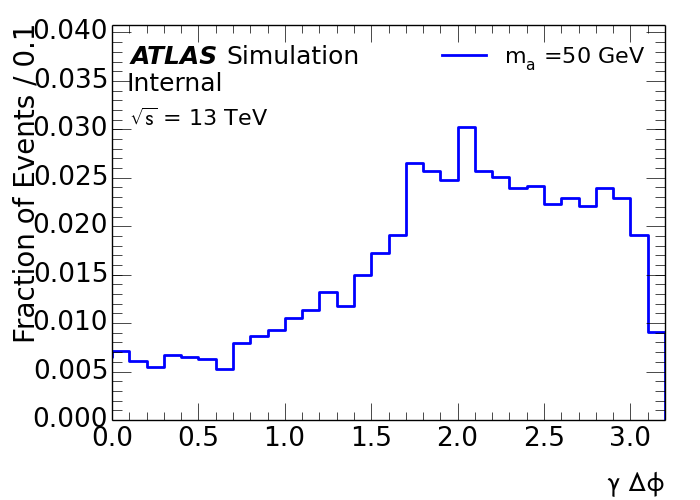 0.040
0.035
0.030
0.025
0.020
0.015
0.010
0.005
0.000
Fraction of Events / 0.1
ATLAS Simulation
Internal
√s = 13 TeV
mₐ =50 GeV
0.0 0.5 1.0 1.5 2.0 2.5 3.0
γ Δϕ